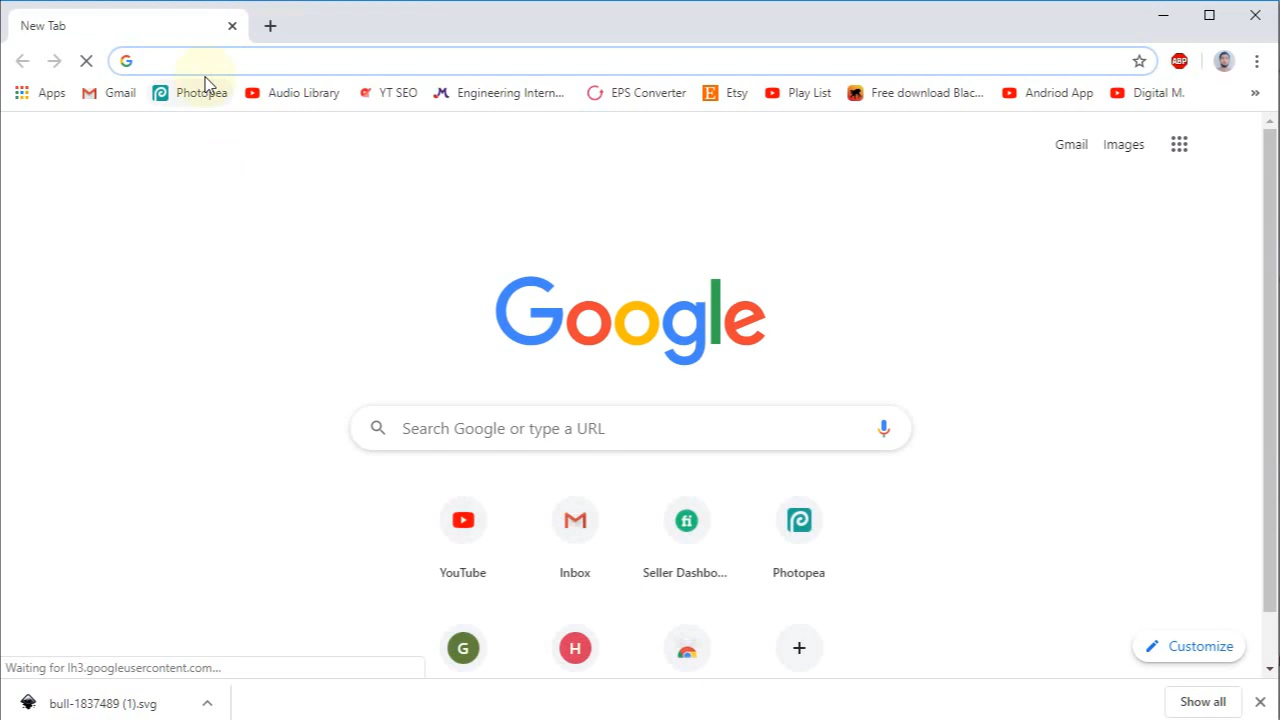 New Tab
ABP
Apps Gmail Photopea Audio Library YT SEO Engineering Intern... EPS Converter Etsy Play List Free download Blac... Andriod App Digital M. »
Gmail Images
Google
Search Google or type a URL
fi
YouTube Inbox Seller Dashbo... Photopea
G H
Customize
Waiting for lh3.googleusercontent.com...
bull-1837489 (1).svg Show all